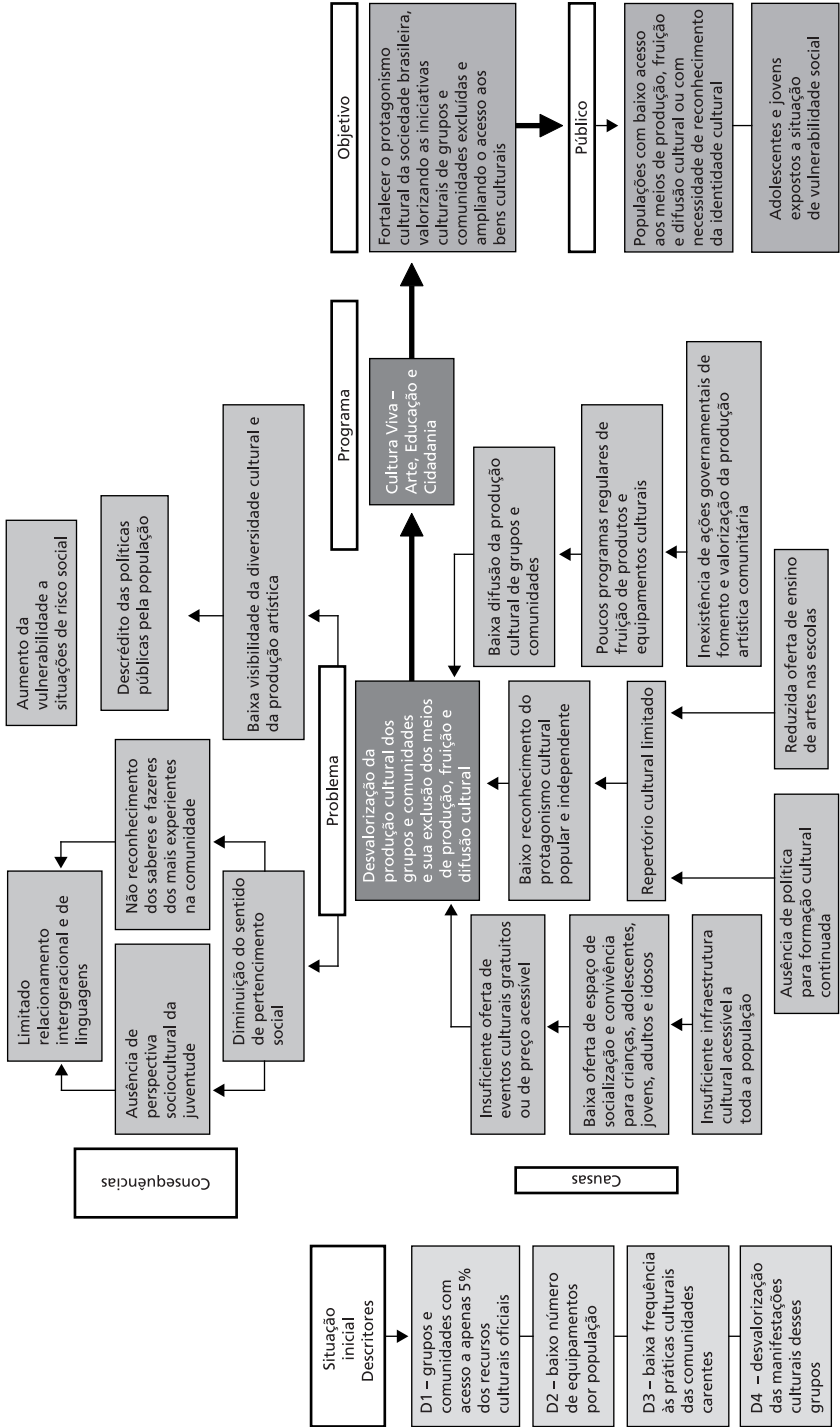 Situação
inicial
Descritores
D1 – grupos e
comunidades com
acesso a apenas 5%
dos recursos
culturais oficiais
D2 – baixo número
de equipamentos
por população
D3 – baixa frequência
às práticas culturais
das comunidades
carentes
D4 – desvalorização
das manifestações
culturais desses
grupos
Consequências
Limitado
relacionamento
intergeracional e de
linguagens
Aumento da
vulnerabilidade a
situações de risco social
Ausência de
perspectiva
sociocultural da
juventude
Não reconhecimento
dos saberes e fazeres
dos mais experientes
na comunidade
Descrédito das políticas
públicas pela população
Diminuição do sentido
de pertencimento
social
Baixa visibilidade da diversidade cultural e
da produção artística
Problema
Desvalorização da
produção cultural dos
grupos e comunidades
e sua exclusão dos meios
de produção, fruição e
difusão cultural
Causas
Insuficiente oferta de
eventos culturais gratuitos
ou de preço acessível
Baixa oferta de espaço de
socialização e convivência
para crianças, adolescentes,
jovens, adultos e idosos
Insuficiente infraestrutura
cultural acessível a
toda a população
Baixo reconhecimento do
protagonismo cultural
popular e independente
Repertório cultural limitado
Ausência de política
para formação cultural
continuada
Reduzida oferta de ensino
de artes nas escolas
Baixa difusão da produção
cultural de grupos e
comunidades
Poucos programas regulares de
fruição de produtos e
equipamentos culturais
Inexistência de ações governamentais de
fomento e valorização da produção
artística comunitária
Programa
Cultura Viva –
Arte, Educação e
Cidadania
Objetivo
Fortalecer o protagonismo
cultural da sociedade brasileira,
valorizando as iniciativas
culturais de grupos e
comunidades excluídas e
ampliando o acesso aos
bens culturais
Público
Populações com baixo acesso
aos meios de produção, fruição
e difusão cultural ou com
necessidade de reconhecimento
da identidade cultural
Adolescentes e jovens
expostos a situação
de vulnerabilidade social